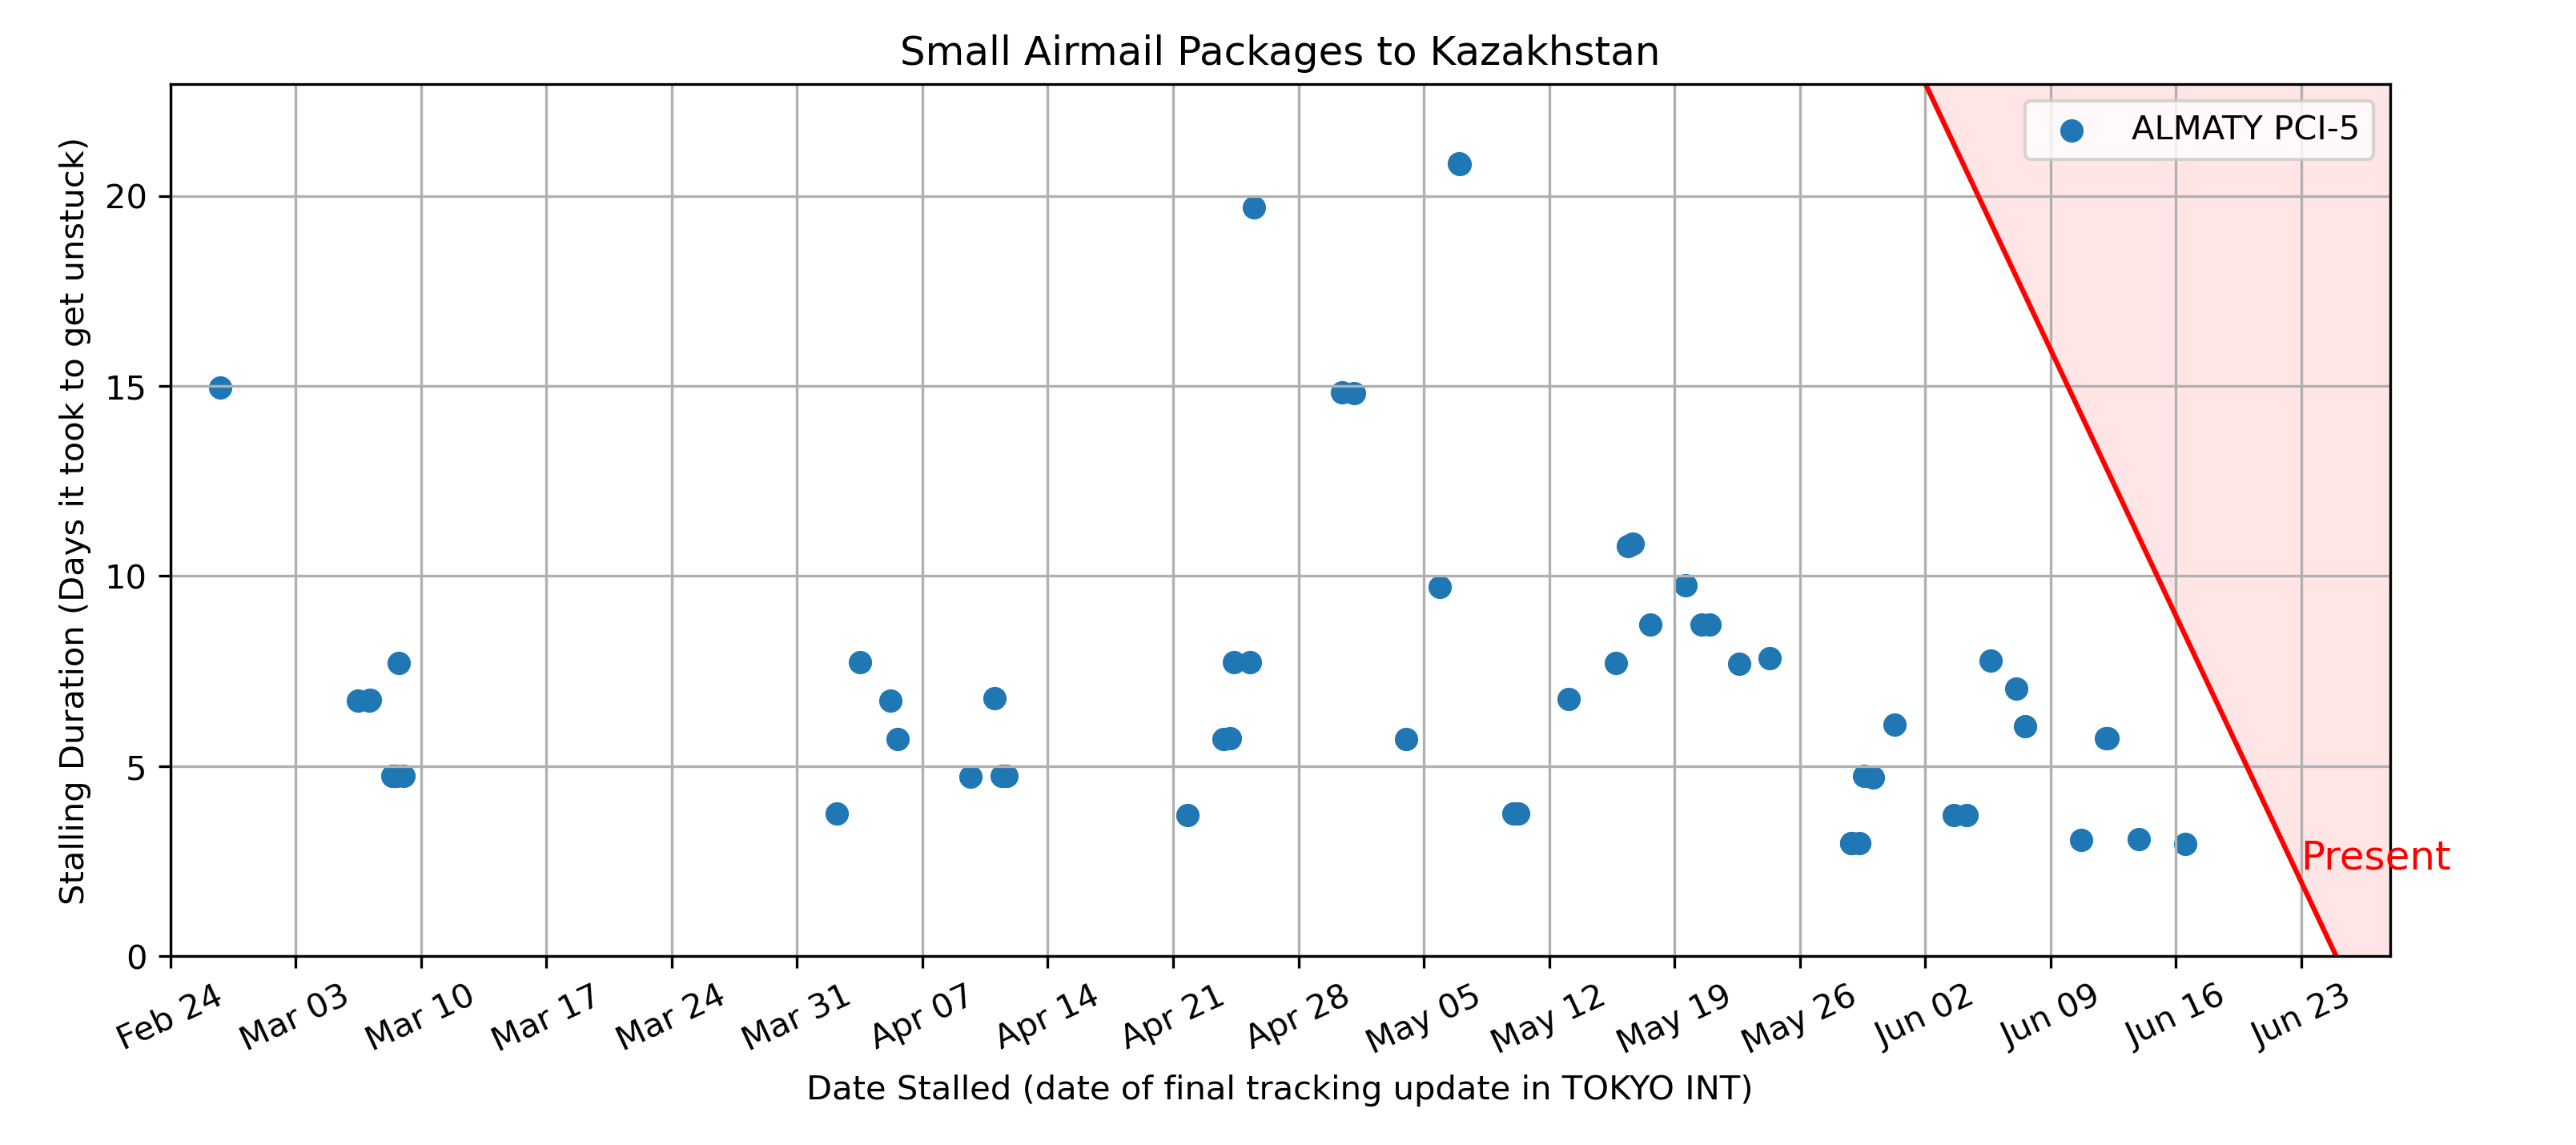 Small Airmail Packages to Kazakhstan
ALMATY PCI-5
Stalling Duration (Days it took to get unstuck)
20
15
10
5
0
Present
Feb 24
Mar 03
Mar 10
Mar 17
Mar 24
Mar 31
Apr 07
Apr 14
Apr 21
Apr 28
May 05
May 12
May 19
May 26
Jun 02
Jun 09
Jun 16
Jun 23
Date Stalled (date of final tracking update in TOKYO INT)